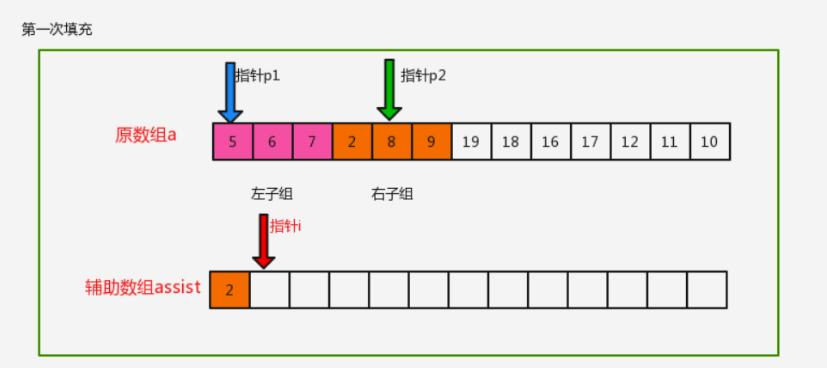 第一次填充
指针p1 指针p2
原数组a 5 6 7 2 8 9 19 18 16 17 12 11 10
左子组 右子组
指针i
辅助数组assist 2